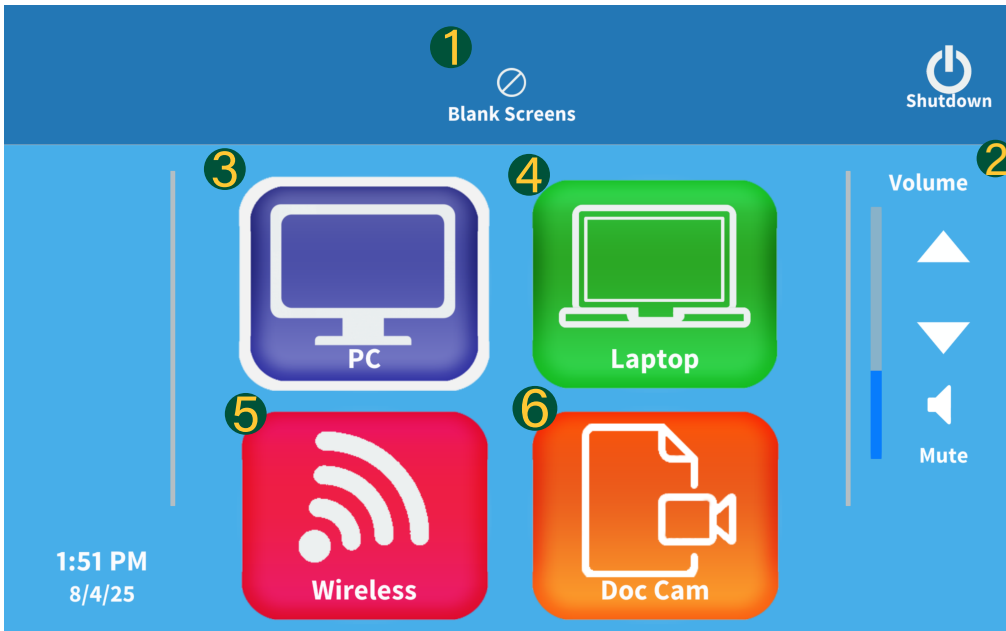 1
Blank Screens
Shutdown
2
Volume
3
PC
4
Laptop
Mute
5
Wireless
6
Doc Cam
1:51 PM
8/4/25